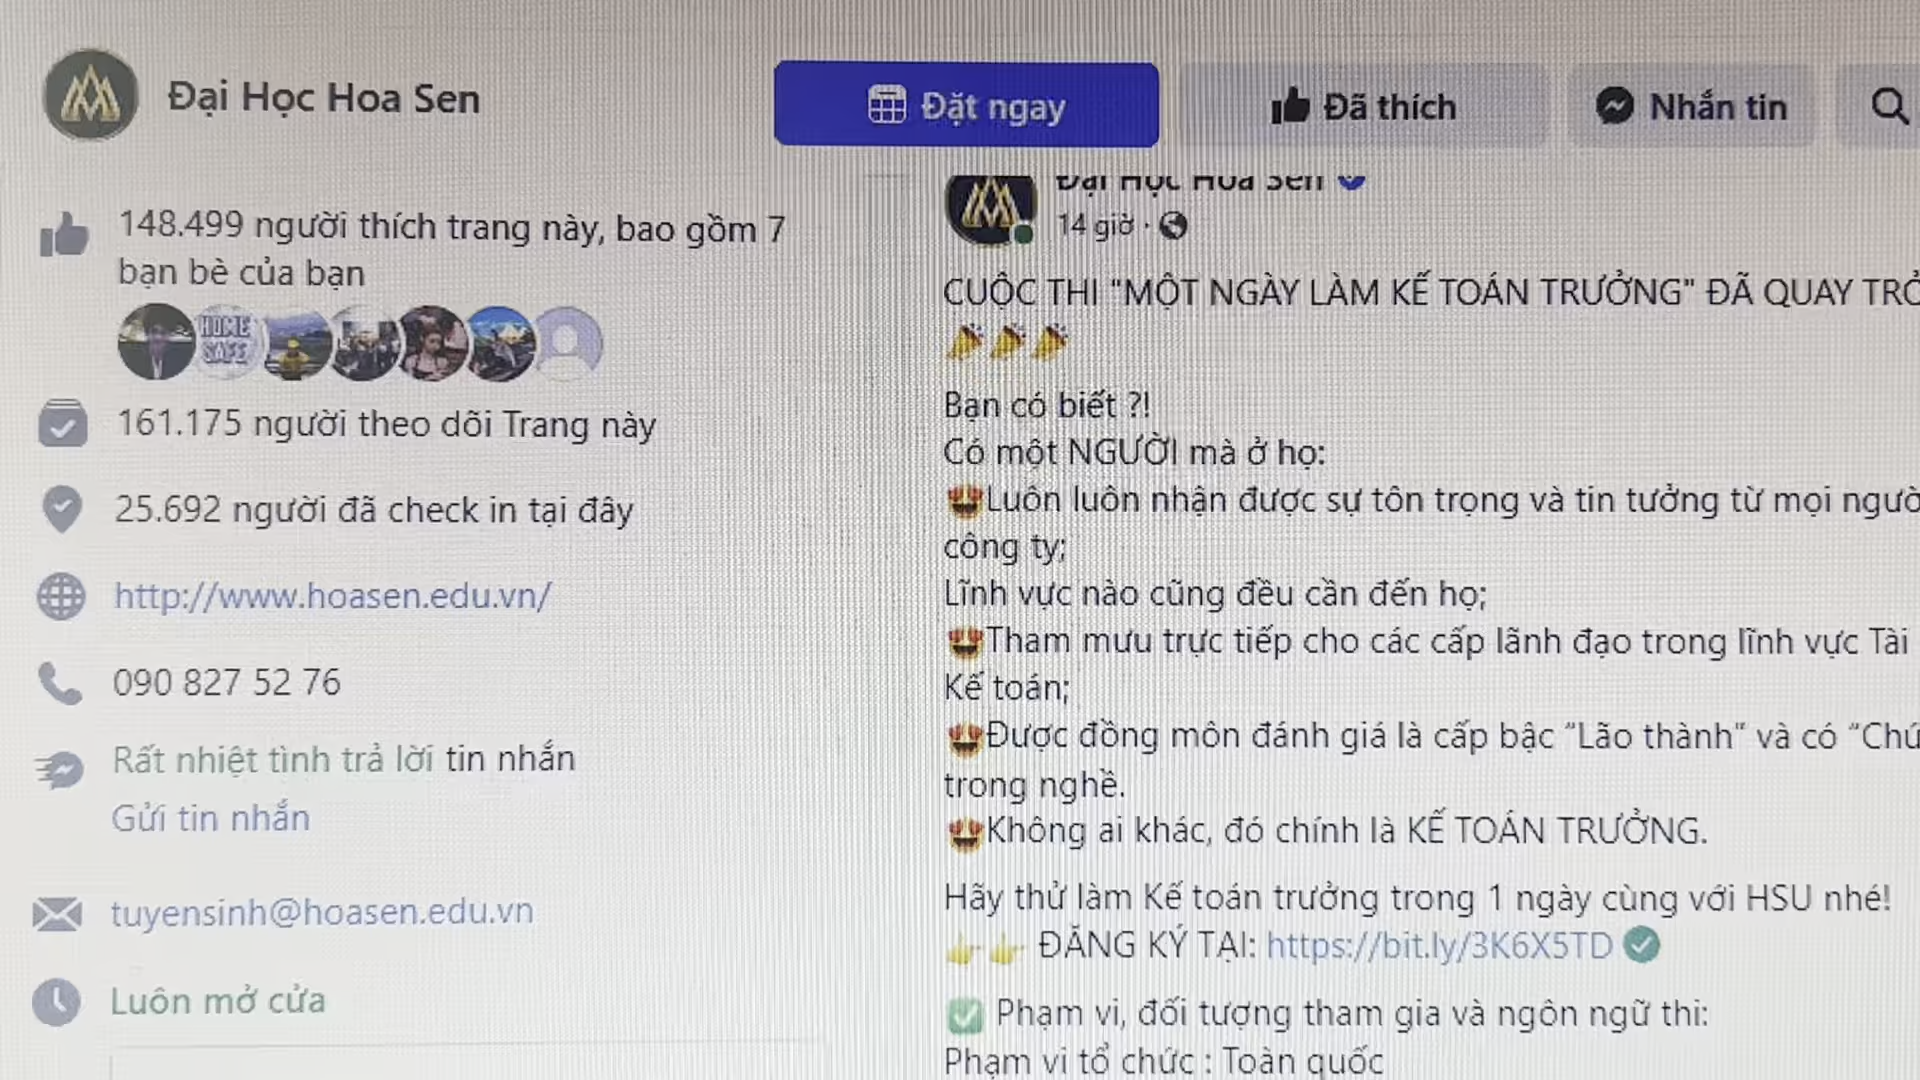 Đại Học Hoa Sen
Đặt ngay
Đã thích
Nhắn tin
148.499 người thích trang này, bao gồm 7
bạn bè của bạn
HOME
161.175 người theo dõi Trang này
25.692 người đã check in tại đây
http://www.hoasen.edu.vn/
090 827 52 76
Rất nhiệt tình trả lời tin nhắn
Gửi tin nhắn
tuyensinh@hoasen.edu.vn
Luôn mở cửa
Đại Học Hoa Sen
14 giờ ·
CUỘC THI "MỘT NGÀY LÀM KẾ TOÁN TRƯỞNG" ĐÃ QUAY TRỞ
Bạn có biết ?!
Có một NGƯỜI mà ở họ:
Luôn luôn nhận được sự tôn trọng và tin tưởng từ mọi ngườ
công ty;
Lĩnh vực nào cũng đều cần đến họ;
Tham mưu trực tiếp cho các cấp lãnh đạo trong lĩnh vực Tài
Kế toán;
Được đồng môn đánh giá là cấp bậc “Lão thành” và có “Chứ
trong nghề.
Không ai khác, đó chính là KẾ TOÁN TRƯỞNG.
Hãy thử làm Kế toán trưởng trong 1 ngày cùng với HSU nhé!
👉👉 ĐĂNG KÝ TẠI: https://bit.ly/3K6X5TD
✅ Phạm vi, đối tượng tham gia và ngôn ngữ thi:
Phạm vi tổ chức : Toàn quốc